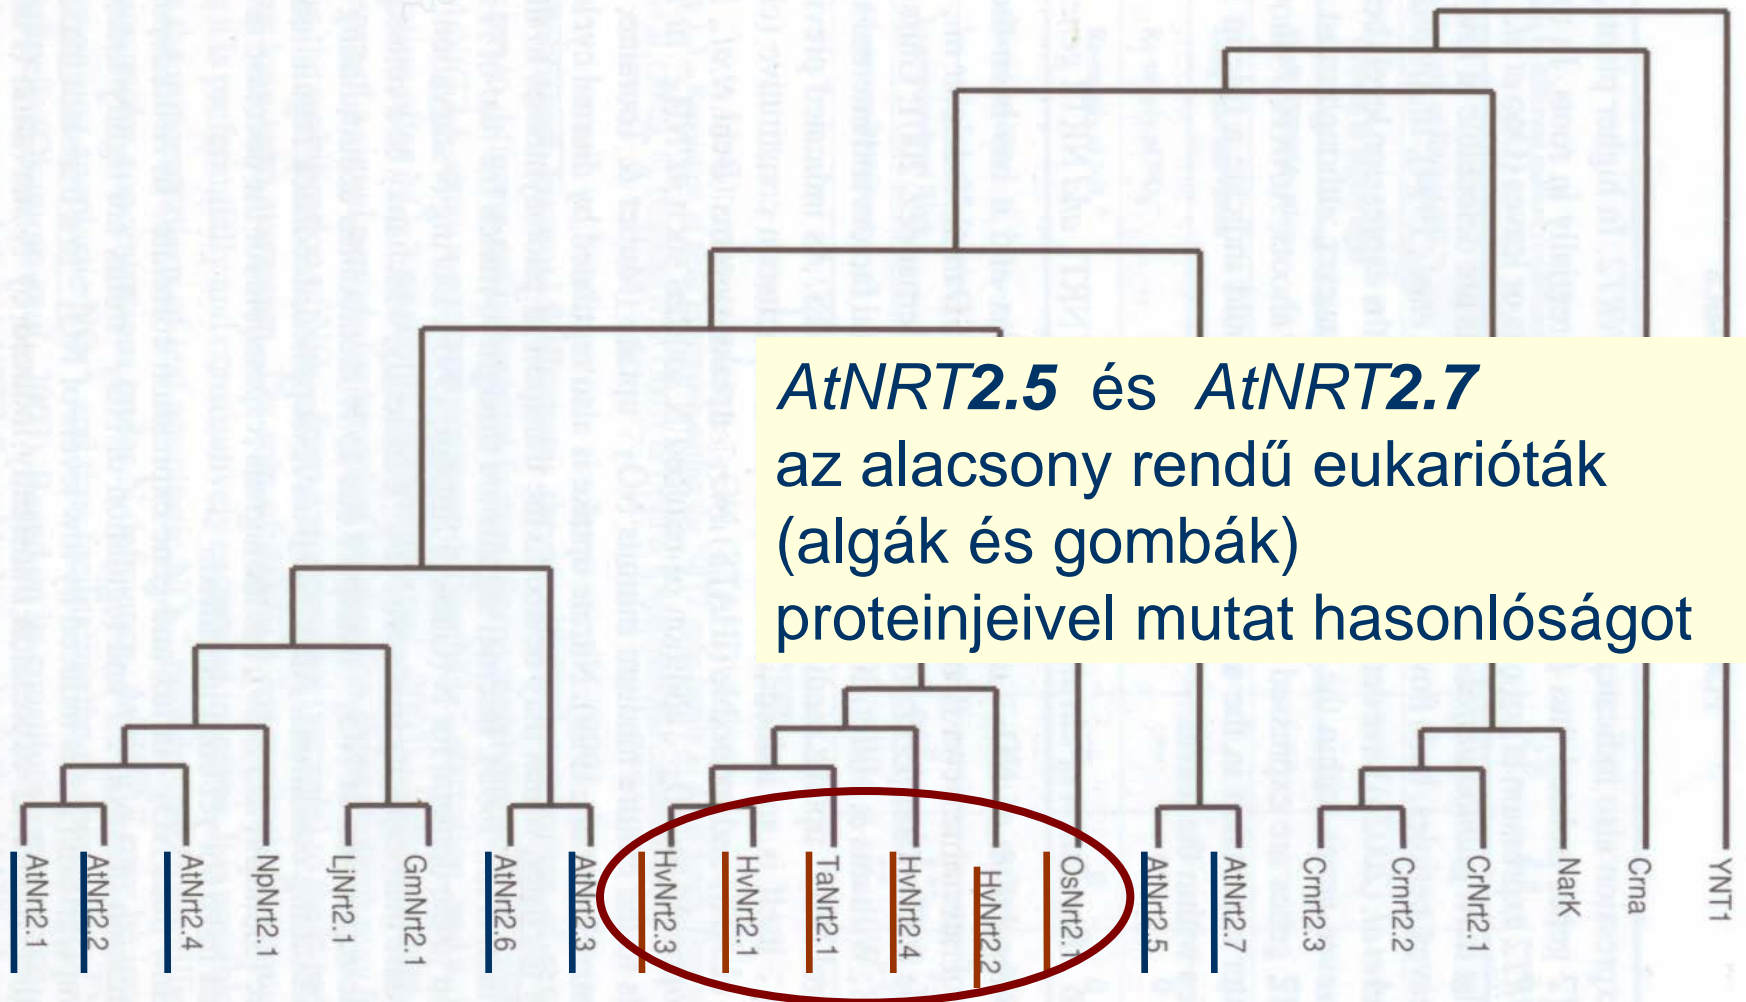 AtNRT2.5 és AtNRT2.7
az alacsony rendű eukarióták
(algák és gombák)
proteinjeivel mutat hasonlóságot
AtNrt2.1
AtNrt2.2
AtNrt2.4
NpNrt2.1
LjNrt2.1
GmNrt2.1
AtNrt2.6
AtNrt2.3
HvNrt2.3
HvNrt2.1
TaNrt2.1
HvNrt2.4
HvNrt2.2
OsNrt2.1
AtNrt2.5
AtNrt2.7
Crnrt2.3
Crnrt2.2
CrNrt2.1
NarK
Crna
YNT1